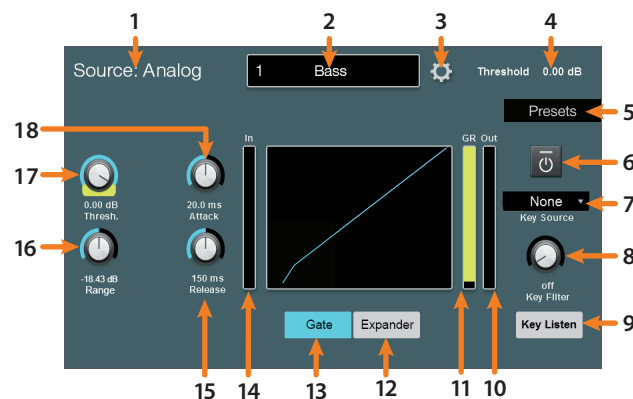 1 2 3 4
Source: Analog 1 Bass Threshold 0.00 dB
Presets 5
18 In GR Out
6
17
0.00 dB 20.0 ms None 7
Thresh. Attack Key Source
16 8
-18.43 dB 150 ms off
Range Release Key Filter
Gate Expander Key Listen 9
15 14 13 12 11 10